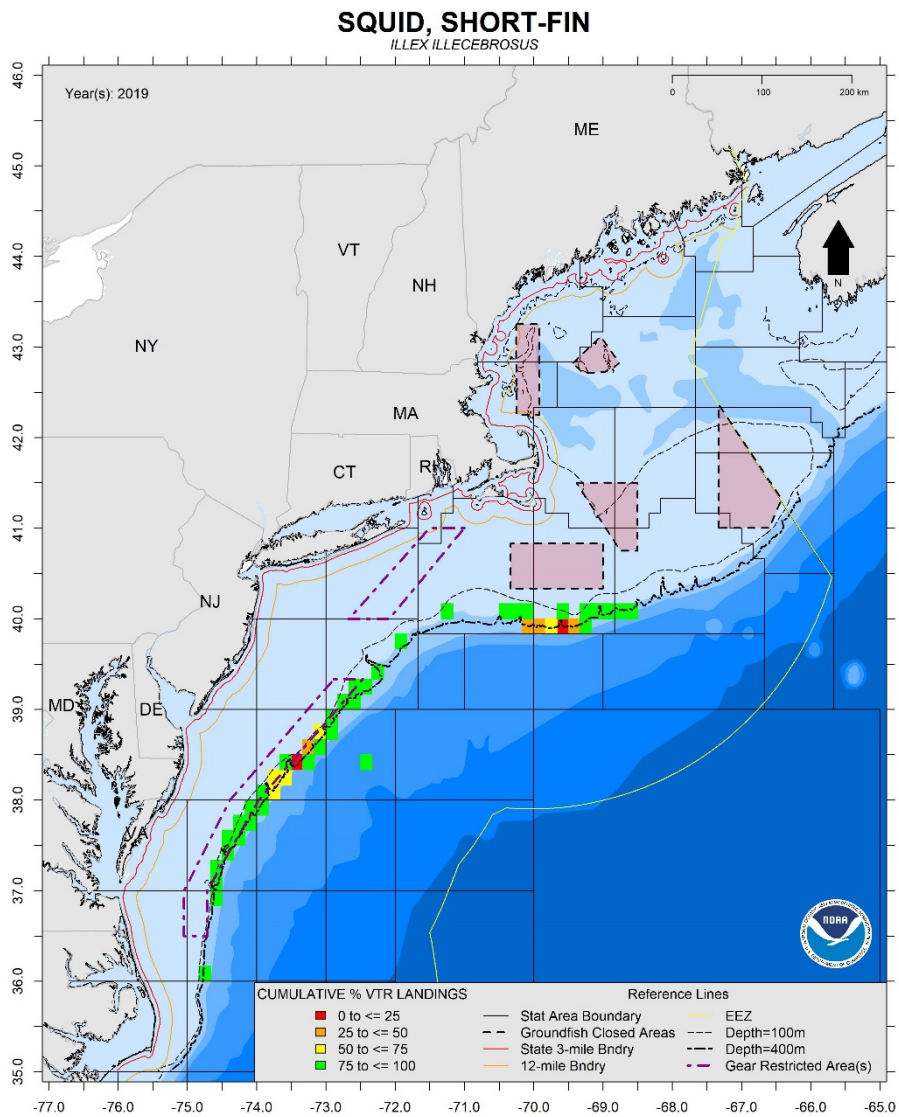 SQUID, SHORT-FIN
ILLEX ILLECEBROSUS
Year(s): 2019
0 100 200 km
46.0
45.0
44.0
43.0
42.0
41.0
40.0
39.0
38.0
37.0
36.0
35.0
ME
VT
NH
NY
MA
CT
RI
NJ
MD
DE
VA
N
NOAA
CUMULATIVE % VTR LANDINGS
0 to <= 25
25 to <= 50
50 to <= 75
75 to <= 100
Reference Lines
Stat Area Boundary
Groundfish Closed Areas
State 3-mile Bndry
12-mile Bndry
EEZ
Depth=100m
Depth=400m
Gear Restricted Area(s)
-77.0 -76.0 -75.0 -74.0 -73.0 -72.0 -71.0 -70.0 -69.0 -68.0 -67.0 -66.0 -65.0